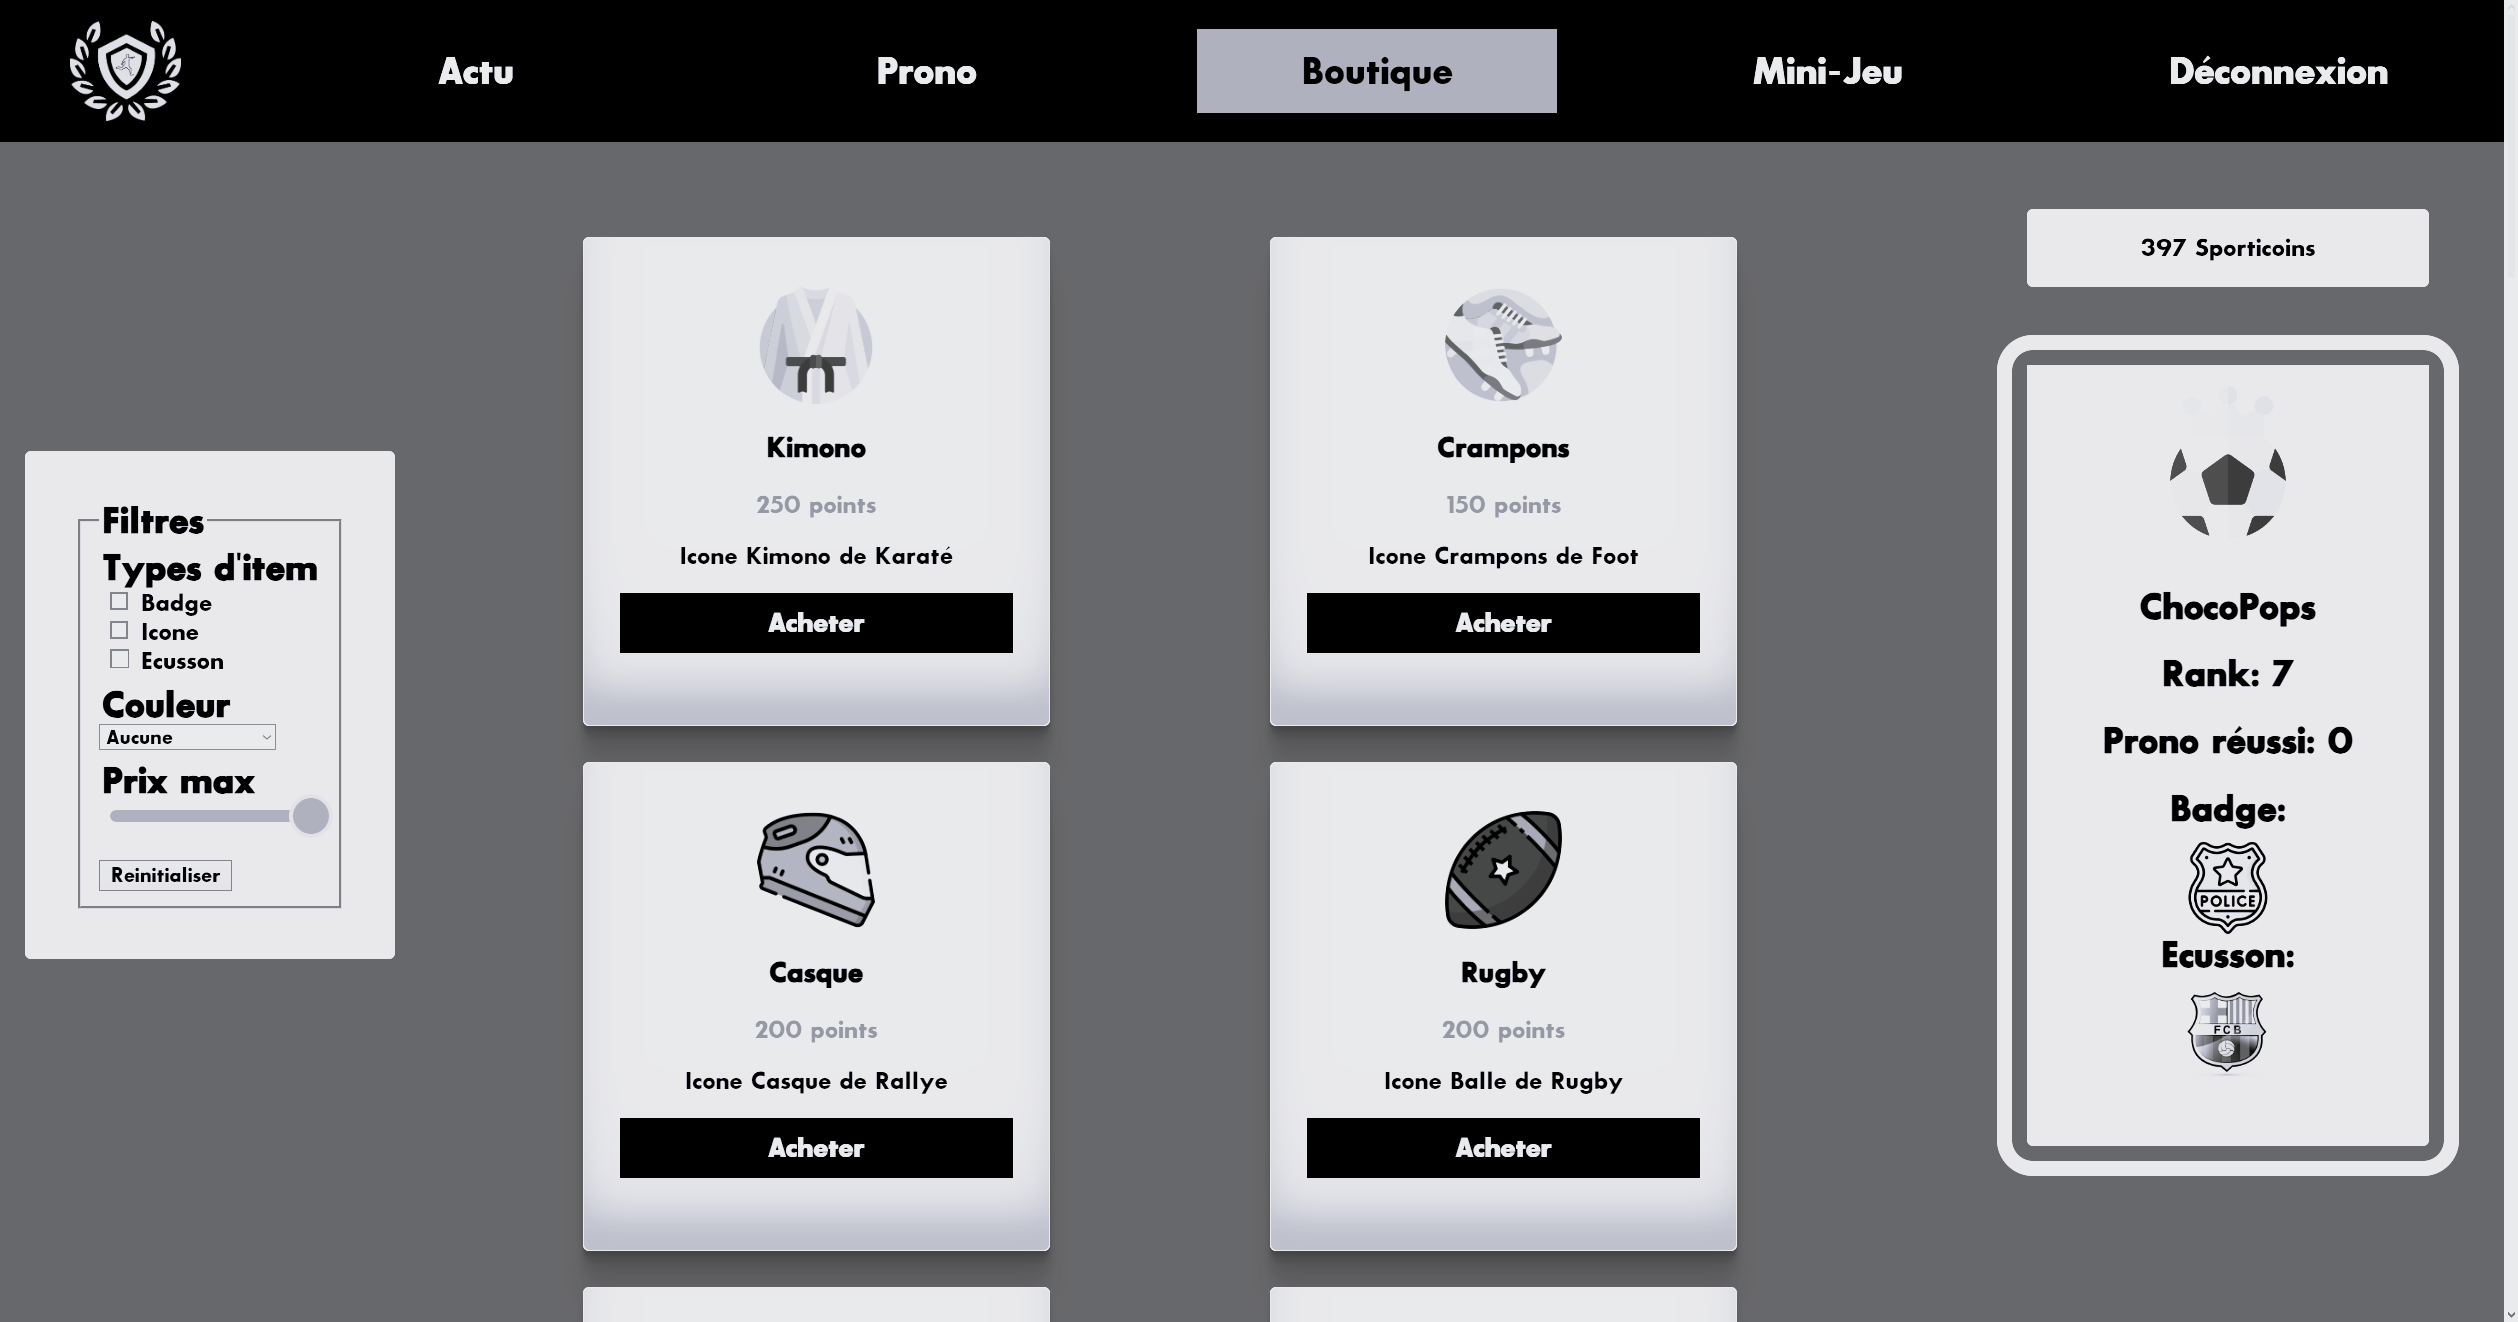 Actu
Prono
Boutique
Mini-Jeu
Déconnexion
Filtres
Types d'item
Badge
Icone
Ecusson
Couleur
Aucune
Prix max
Reinitialiser
Kimono
250 points
Icone Kimono de Karaté
Acheter
Crampons
150 points
Icone Crampons de Foot
Acheter
Casque
200 points
Icone Casque de Rallye
Acheter
Rugby
200 points
Icone Balle de Rugby
Acheter
397 Sporticoins
ChocoPops
Rank: 7
Prono réussi: 0
Badge:
POLICE
Ecusson:
FCB